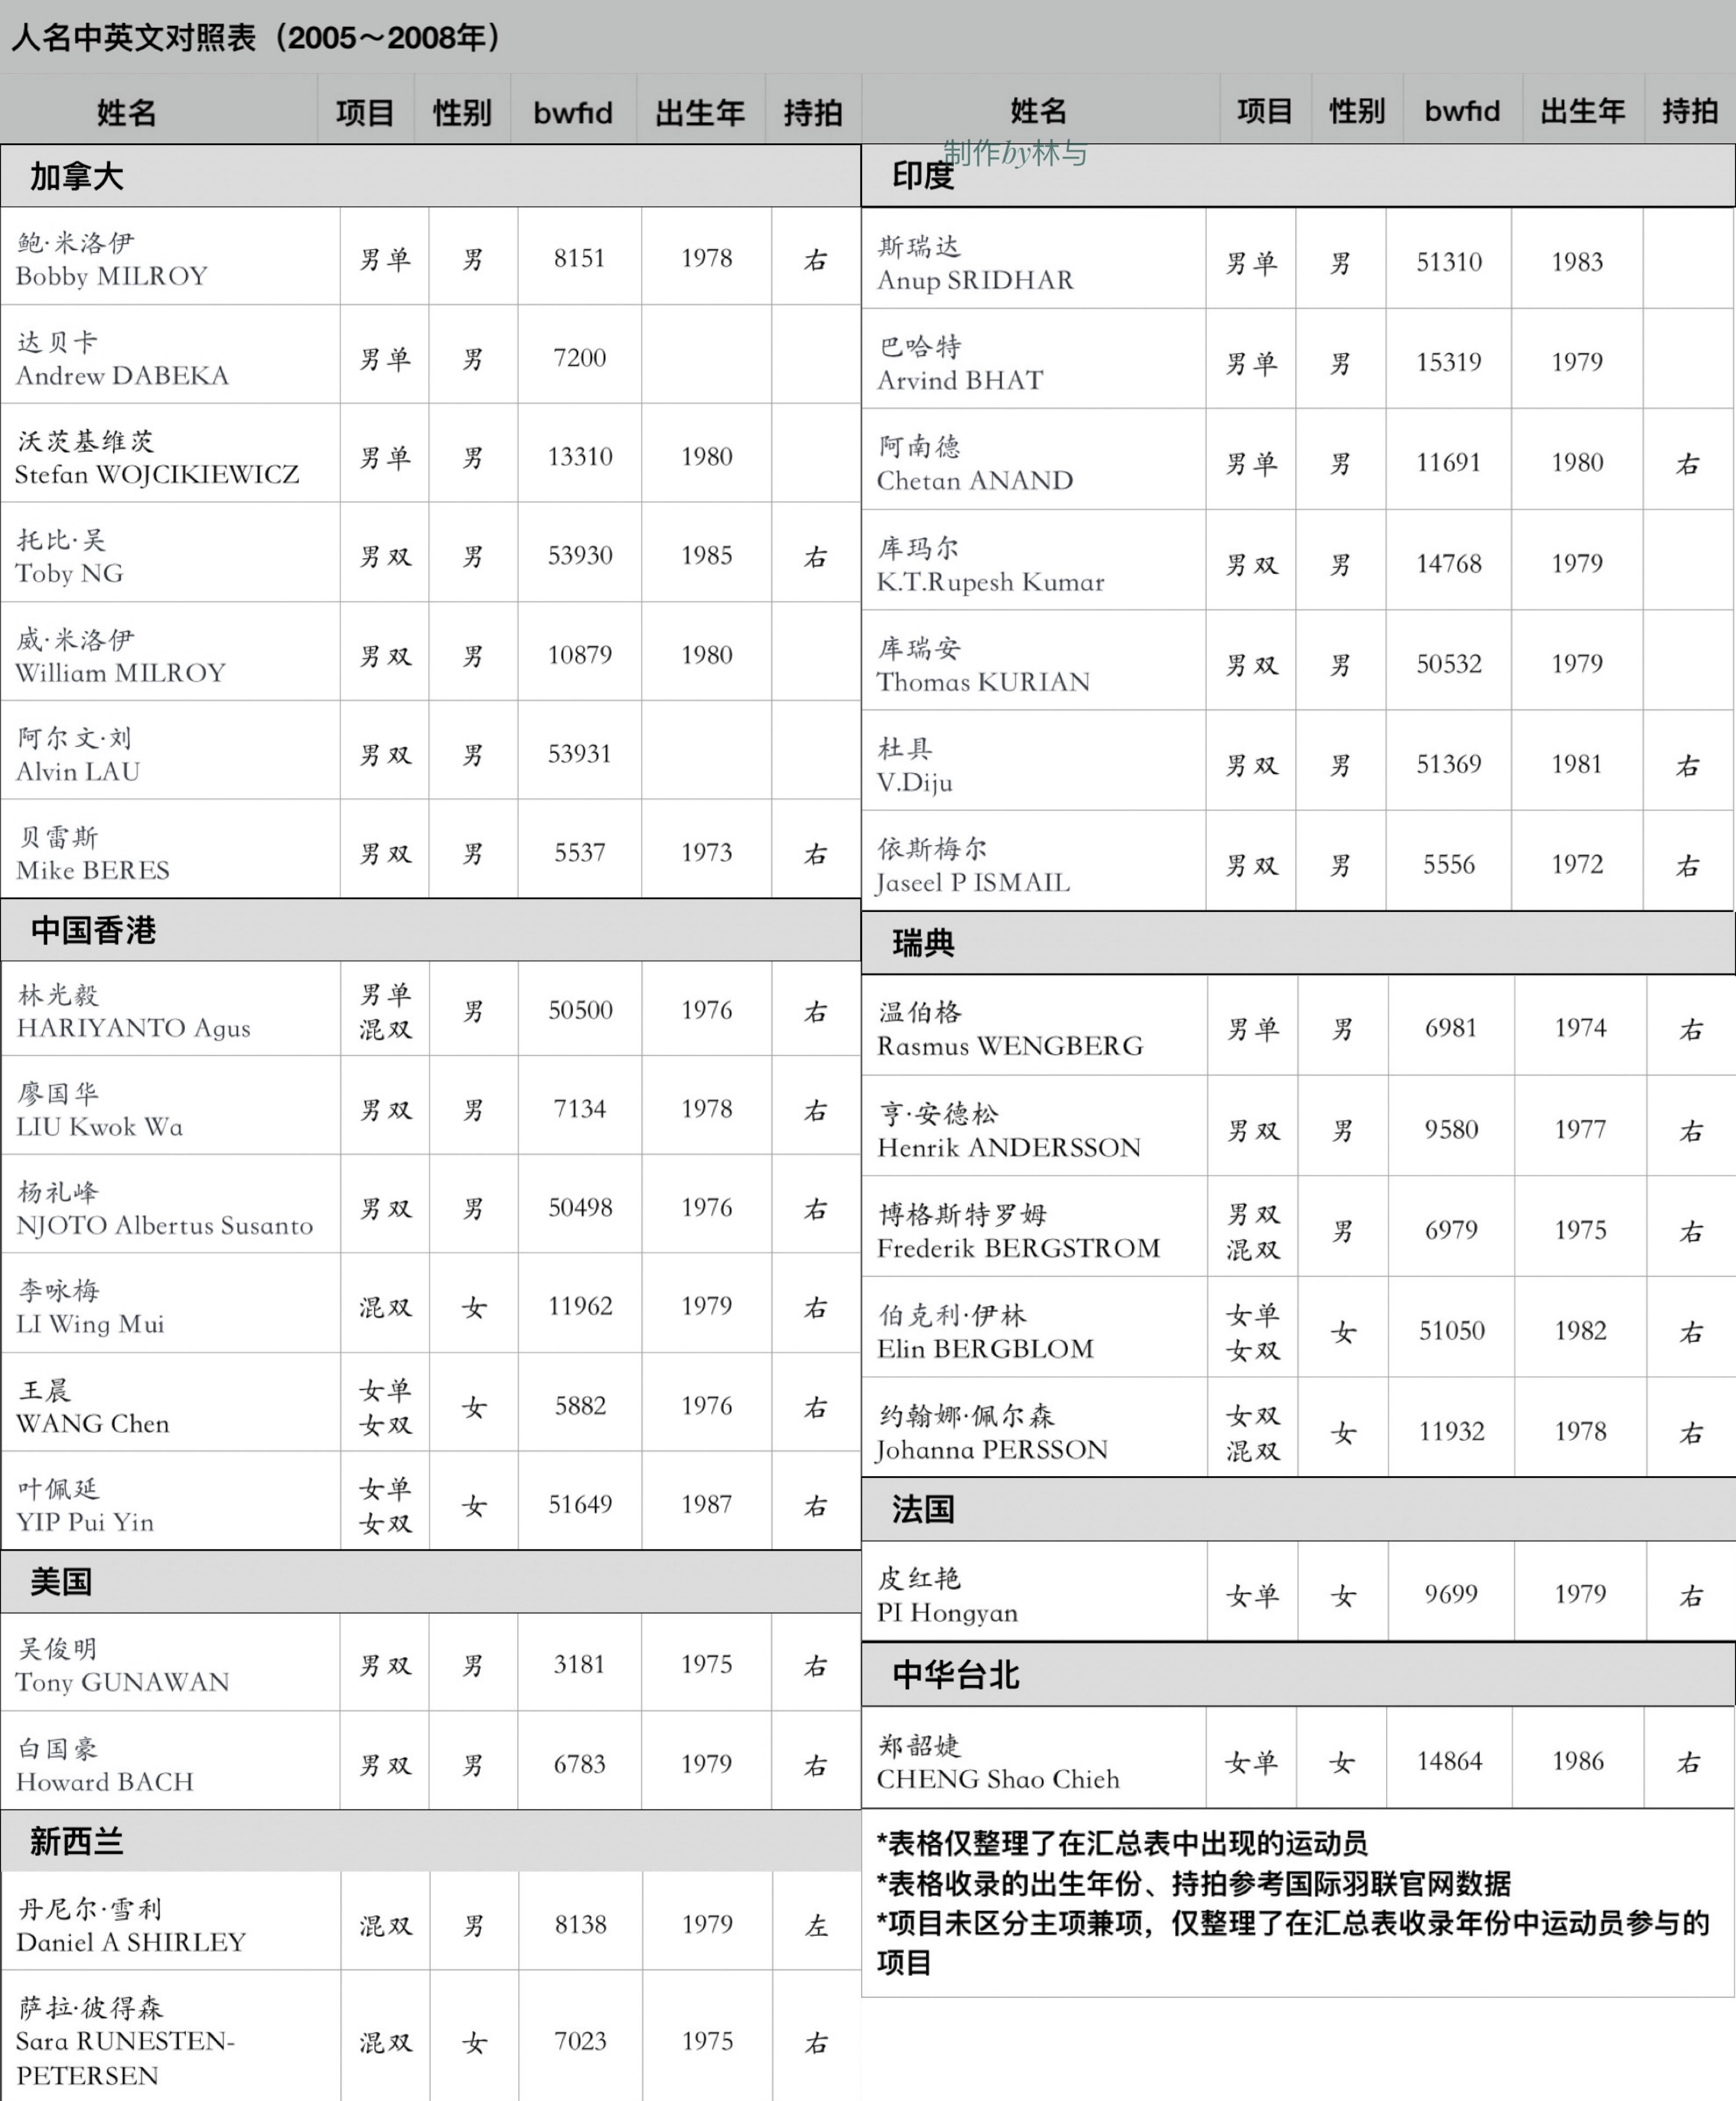 人名中英文对照表（2005～2008年）
姓名 项目 性别 bwfid 出生年 持拍
加拿大
鲍·米洛伊
Bobby MILROY 男单 男 8151 1978 右
达贝卡
Andrew DABEKA 男单 男 7200
沃茨基维茨
Stefan WOJCIKIEWICZ 男单 男 13310 1980
托比·吴
Toby NG 男双 男 53930 1985 右
威·米洛伊
William MILROY 男双 男 10879 1980
阿尔文·刘
Alvin LAU 男双 男 53931
贝雷斯
Mike BERES 男双 男 5537 1973 右
中国香港
林光毅
HARIYANTO Agus 男单 混双 男 50500 1976 右
廖国华
LIU Kwok Wa 男双 男 7134 1978 右
杨礼峰
NJOTO Albertus Susanto 男双 男 50498 1976 右
李咏梅
LI Wing Mui 混双 女 11962 1979 右
王晨
WANG Chen 女单 女双 女 5882 1976 右
叶佩延
YIP Pui Yin 女单 女双 女 51649 1987 右
美国
吴俊明
Tony GUNAWAN 男双 男 3181 1975 右
白国豪
Howard BACH 男双 男 6783 1979 右
新西兰
丹尼尔·雪利
Daniel A SHIRLEY 混双 男 8138 1979 左
萨拉·彼得森
Sara RUNESTEN-
PETERSEN 混双 女 7023 1975 右
姓名 项目 性别 bwfid 出生年 持拍
制作by林与
印度
斯瑞达
Anup SRIDHAR 男单 男 51310 1983
巴哈特
Arvind BHAT 男单 男 15319 1979
阿南德
Chetan ANAND 男单 男 11691 1980 右
库玛尔
K.T.Rupesh Kumar 男双 男 14768 1979
库瑞安
Thomas KURIAN 男双 男 50532 1979
杜具
V.Diju 男双 男 51369 1981 右
依斯梅尔
Jaseel P ISMAIL 男双 男 5556 1972 右
瑞典
温伯格
Rasmus WENGBERG 男单 男 6981 1974 右
亨·安德松
Henrik ANDERSSON 男双 男 9580 1977 右
博格斯特罗姆
Frederik BERGSTROM 男双 混双 男 6979 1975 右
伯克利·伊林
Elin BERGBLOM 女单 女双 女 51050 1982 右
约翰娜·佩尔森
Johanna PERSSON 女双 混双 女 11932 1978 右
法国
皮红艳
PI Hongyan 女单 女 9699 1979 右
中华台北
郑韶婕
CHENG Shao Chieh 女单 女 14864 1986 右
*表格仅整理了在汇总表中出现的运动员
*表格收录的出生年份、持拍参考国际羽联官网数据
*项目未区分主项兼项，仅整理了在汇总表收录年份中运动员参与的
项目